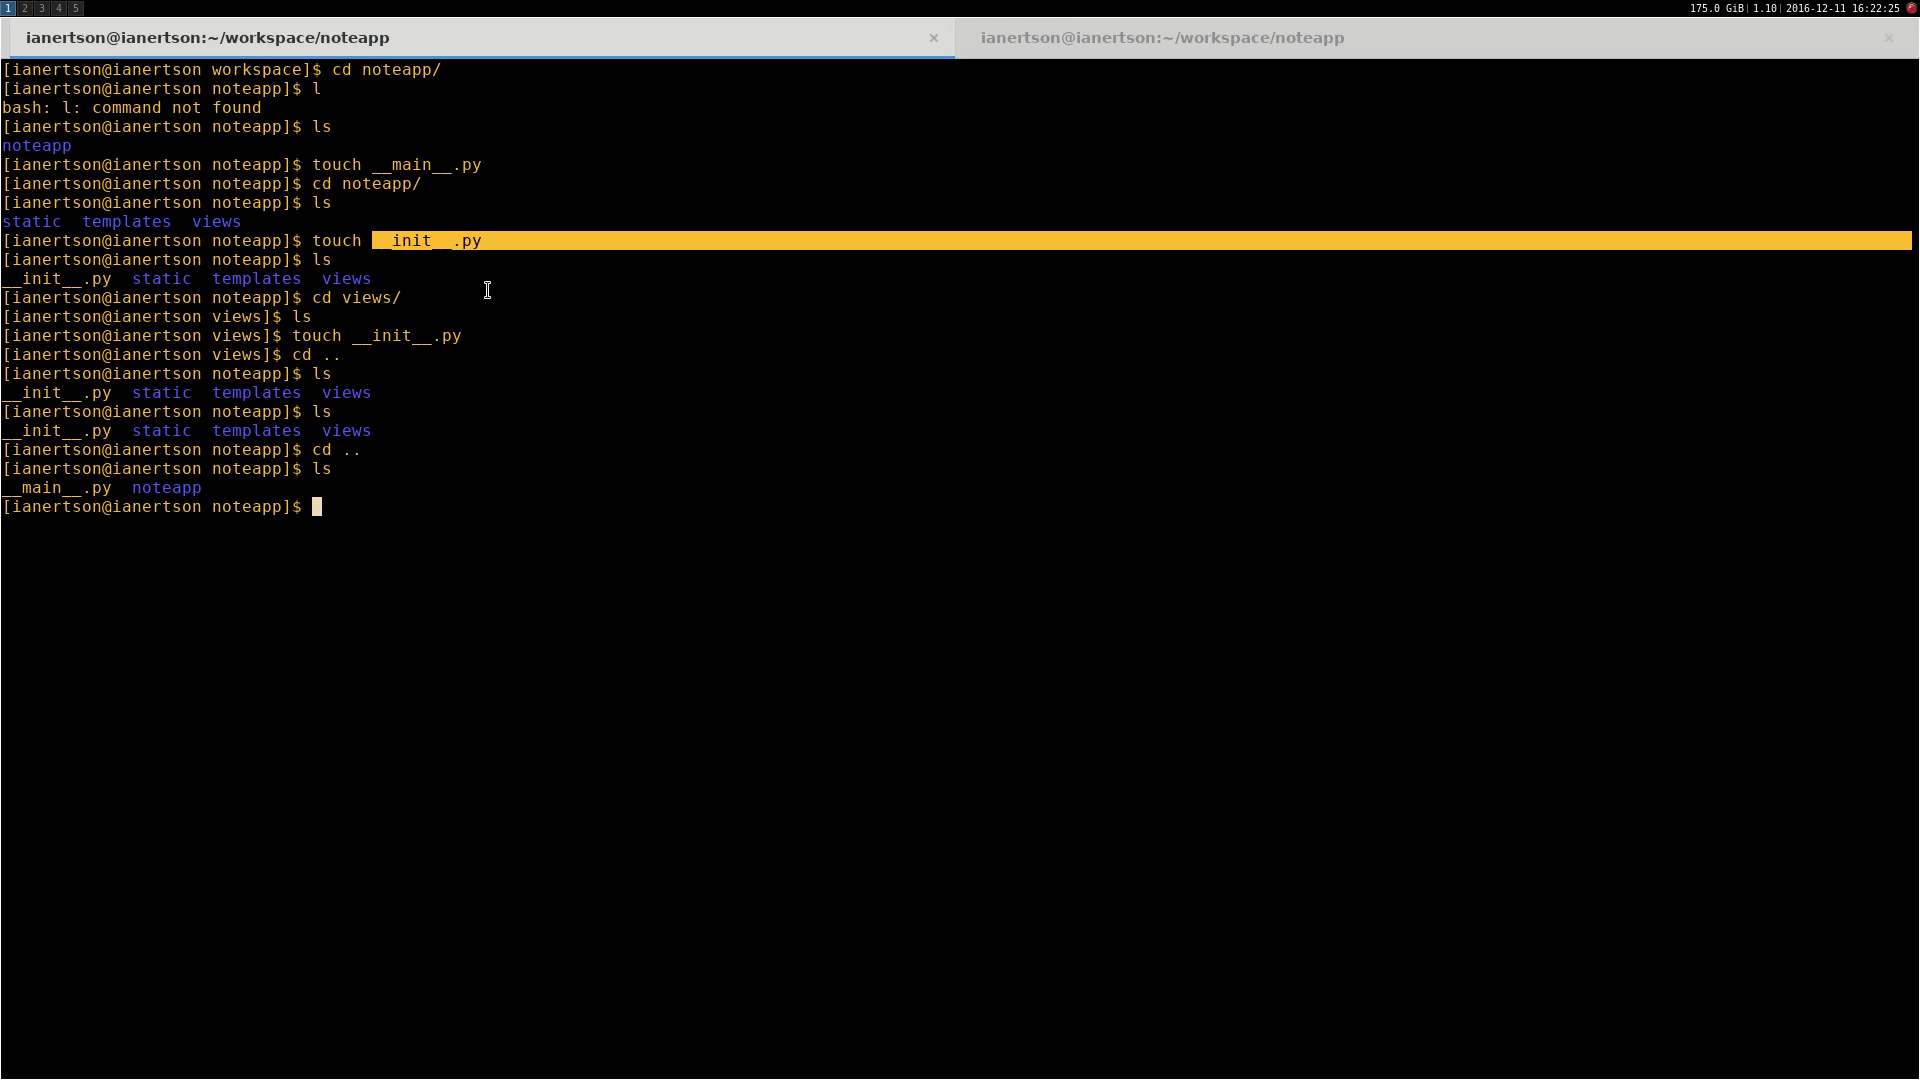 1 2 3 4 5 175.0 GiB| 1.10| 2016-12-11 16:22:25
ianertson@ianertson:~/workspace/noteapp × ianertson@ianertson:~/workspace/noteapp ×
[ianertson@ianertson workspace]$ cd noteapp/
[ianertson@ianertson noteapp]$ l
bash: l: command not found
[ianertson@ianertson noteapp]$ ls
noteapp
[ianertson@ianertson noteapp]$ touch __main__.py
[ianertson@ianertson noteapp]$ cd noteapp/
[ianertson@ianertson noteapp]$ ls
static  templates  views
[ianertson@ianertson noteapp]$ touch __init__.py
[ianertson@ianertson noteapp]$ ls
__init__.py  static  templates  views
[ianertson@ianertson noteapp]$ cd views/
[ianertson@ianertson views]$ ls
[ianertson@ianertson views]$ touch __init__.py
[ianertson@ianertson views]$ cd ..
[ianertson@ianertson noteapp]$ ls
__init__.py  static  templates  views
[ianertson@ianertson noteapp]$ ls
__init__.py  static  templates  views
[ianertson@ianertson noteapp]$ cd ..
[ianertson@ianertson noteapp]$ ls
__main__.py  noteapp
[ianertson@ianertson noteapp]$